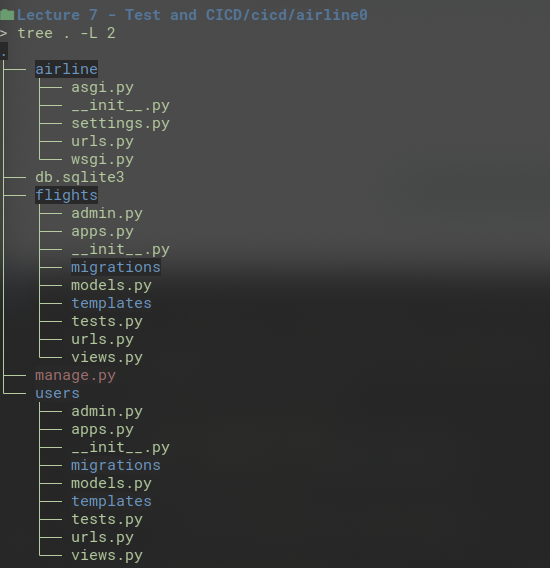 Lecture 7 - Test and CICD/cicd/airline0
> tree . -L 2
.
├── airline
│   ├── asgi.py
│   ├── __init__.py
│   ├── settings.py
│   ├── urls.py
│   └── wsgi.py
├── db.sqlite3
├── flights
│   ├── admin.py
│   ├── apps.py
│   ├── __init__.py
│   ├── migrations
│   ├── models.py
│   ├── templates
│   ├── tests.py
│   ├── urls.py
│   └── views.py
├── manage.py
└── users
    ├── admin.py
    ├── apps.py
    ├── __init__.py
    ├── migrations
    ├── models.py
    ├── templates
    ├── tests.py
    ├── urls.py
    └── views.py